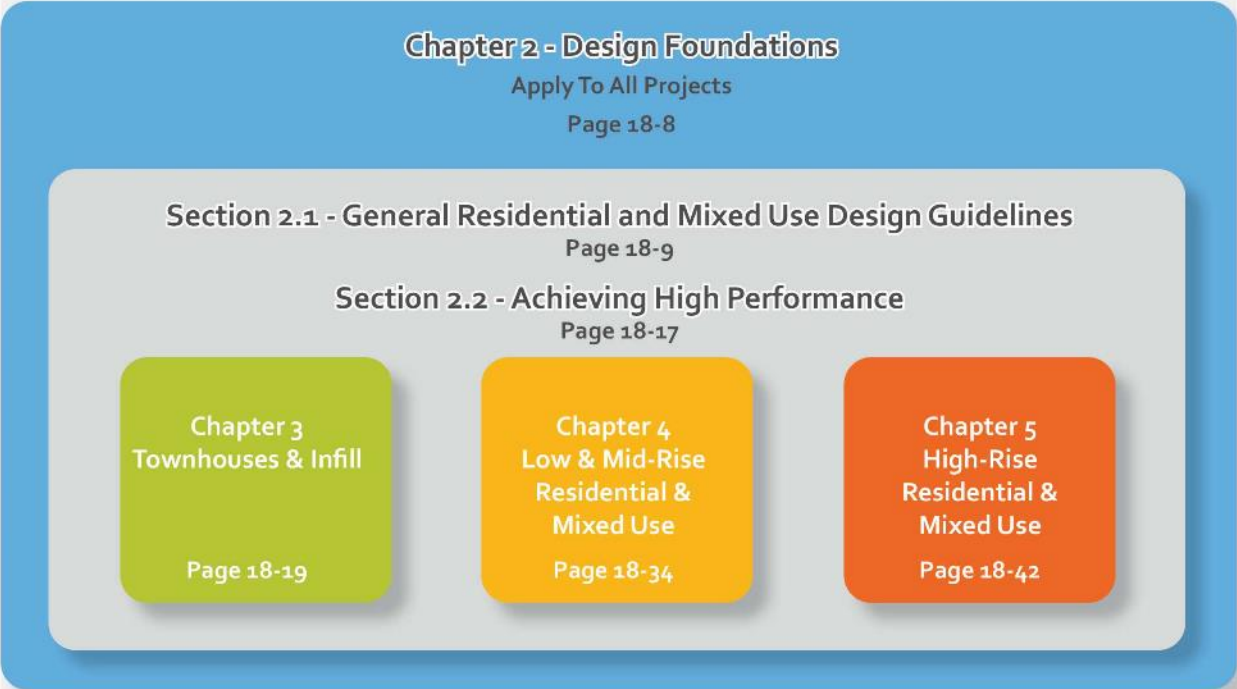 Chapter 2 - Design Foundations
Apply To All Projects
Page 18-8
Section 2.1 - General Residential and Mixed Use Design Guidelines
Page 18-9
Section 2.2 - Achieving High Performance
Page 18-17
Chapter 3
Townhouses & Infill
Page 18-19
Chapter 4
Low & Mid-Rise
Residential &
Mixed Use
Page 18-34
Chapter 5
High-Rise
Residential &
Mixed Use
Page 18-42